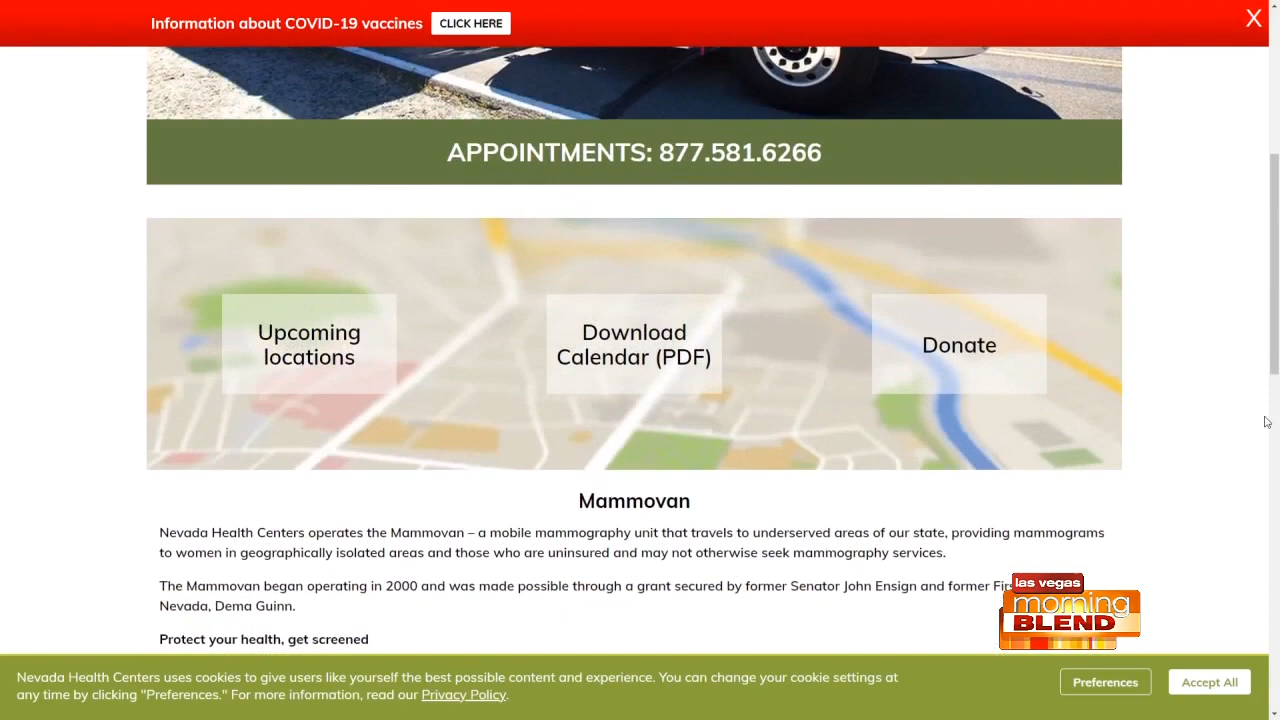 Information about COVID-19 vaccines CLICK HERE X
APPOINTMENTS: 877.581.6266
Upcoming
locations
Download
Calendar (PDF)
Donate
Mammovan
Nevada Health Centers operates the Mammovan – a mobile mammography unit that travels to underserved areas of our state, providing mammograms
to women in geographically isolated areas and those who are uninsured and may not otherwise seek mammography services.
The Mammovan began operating in 2000 and was made possible through a grant secured by former Senator John Ensign and former
Nevada, Dema Guinn.
las vegas
morning
BLEND
Protect your health, get screened
Nevada Health Centers uses cookies to give users like yourself the best possible content and experience. You can change your cookie settings at
any time by clicking "Preferences." For more information, read our Privacy Policy.
Preferences
Accept All